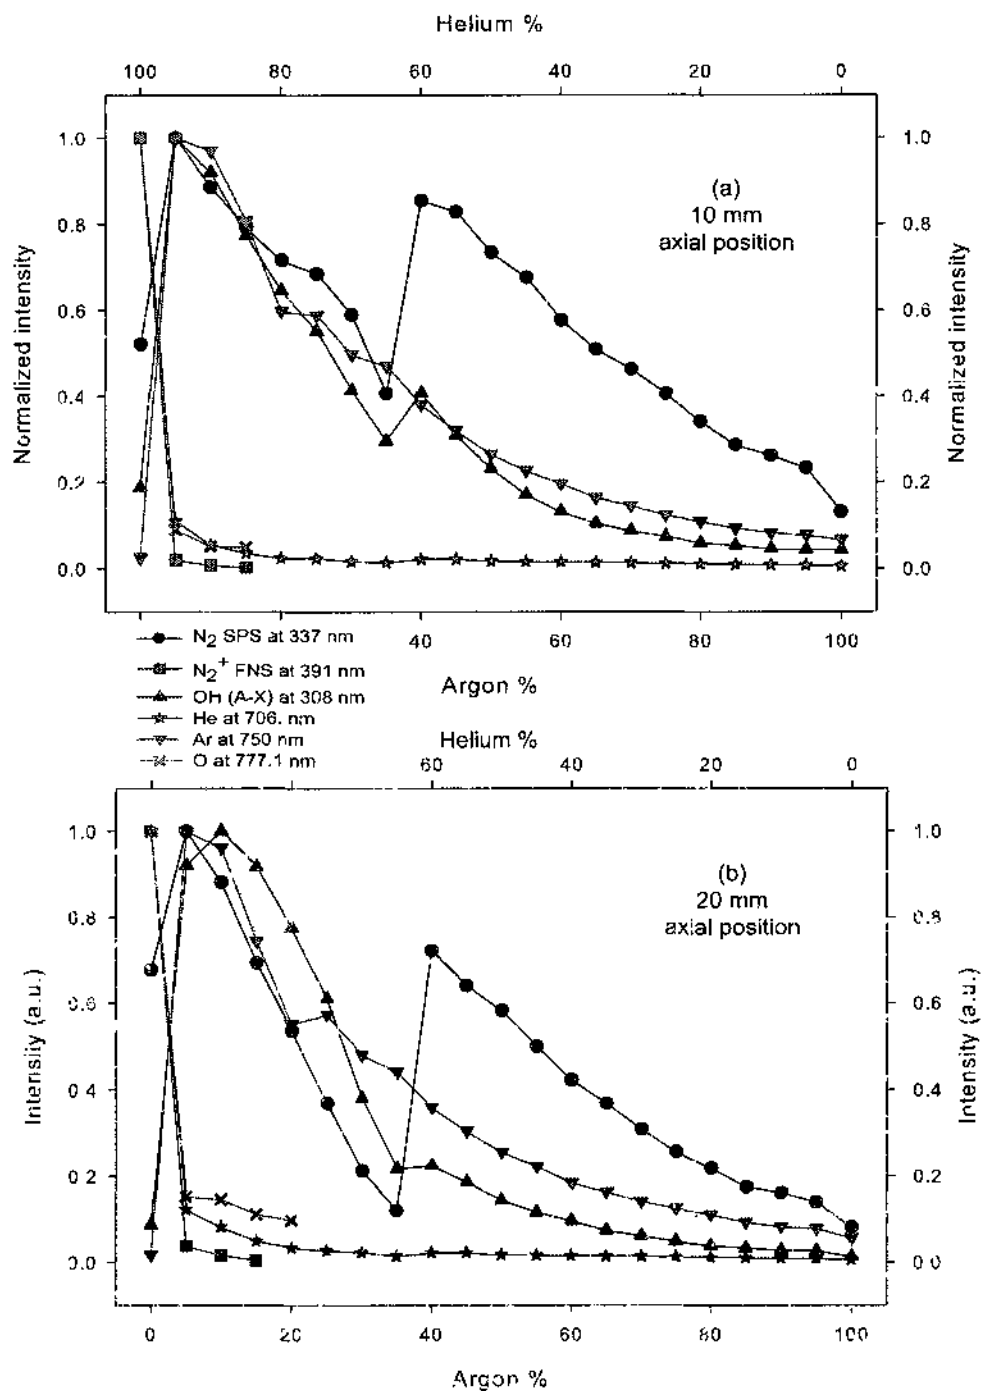 Helium %
100 80 60 40 20 0
1.0 1.0
(a)
10 mm
axial position
0.8 0.8
0.6 0.6
0.4 0.4
0.2 0.2
0.0 0.0
Normalized intensity
Normalized intensity
40 60 80 100
Argon %
N2 SPS at 337 nm
N2+ FNS at 391 nm
OH (A-X) at 308 nm
He at 706. nm
Ar at 750 nm
O at 777.1 nm
Helium %
60 40 20 0
1.0 1.0
(b)
20 mm
axial position
0.8 0.8
0.6 0.6
0.4 0.4
0.2 0.2
0.0 0.0
Intensity (a.u.)
Intensity (a.u.)
0 20 40 60 80 100
Argon %